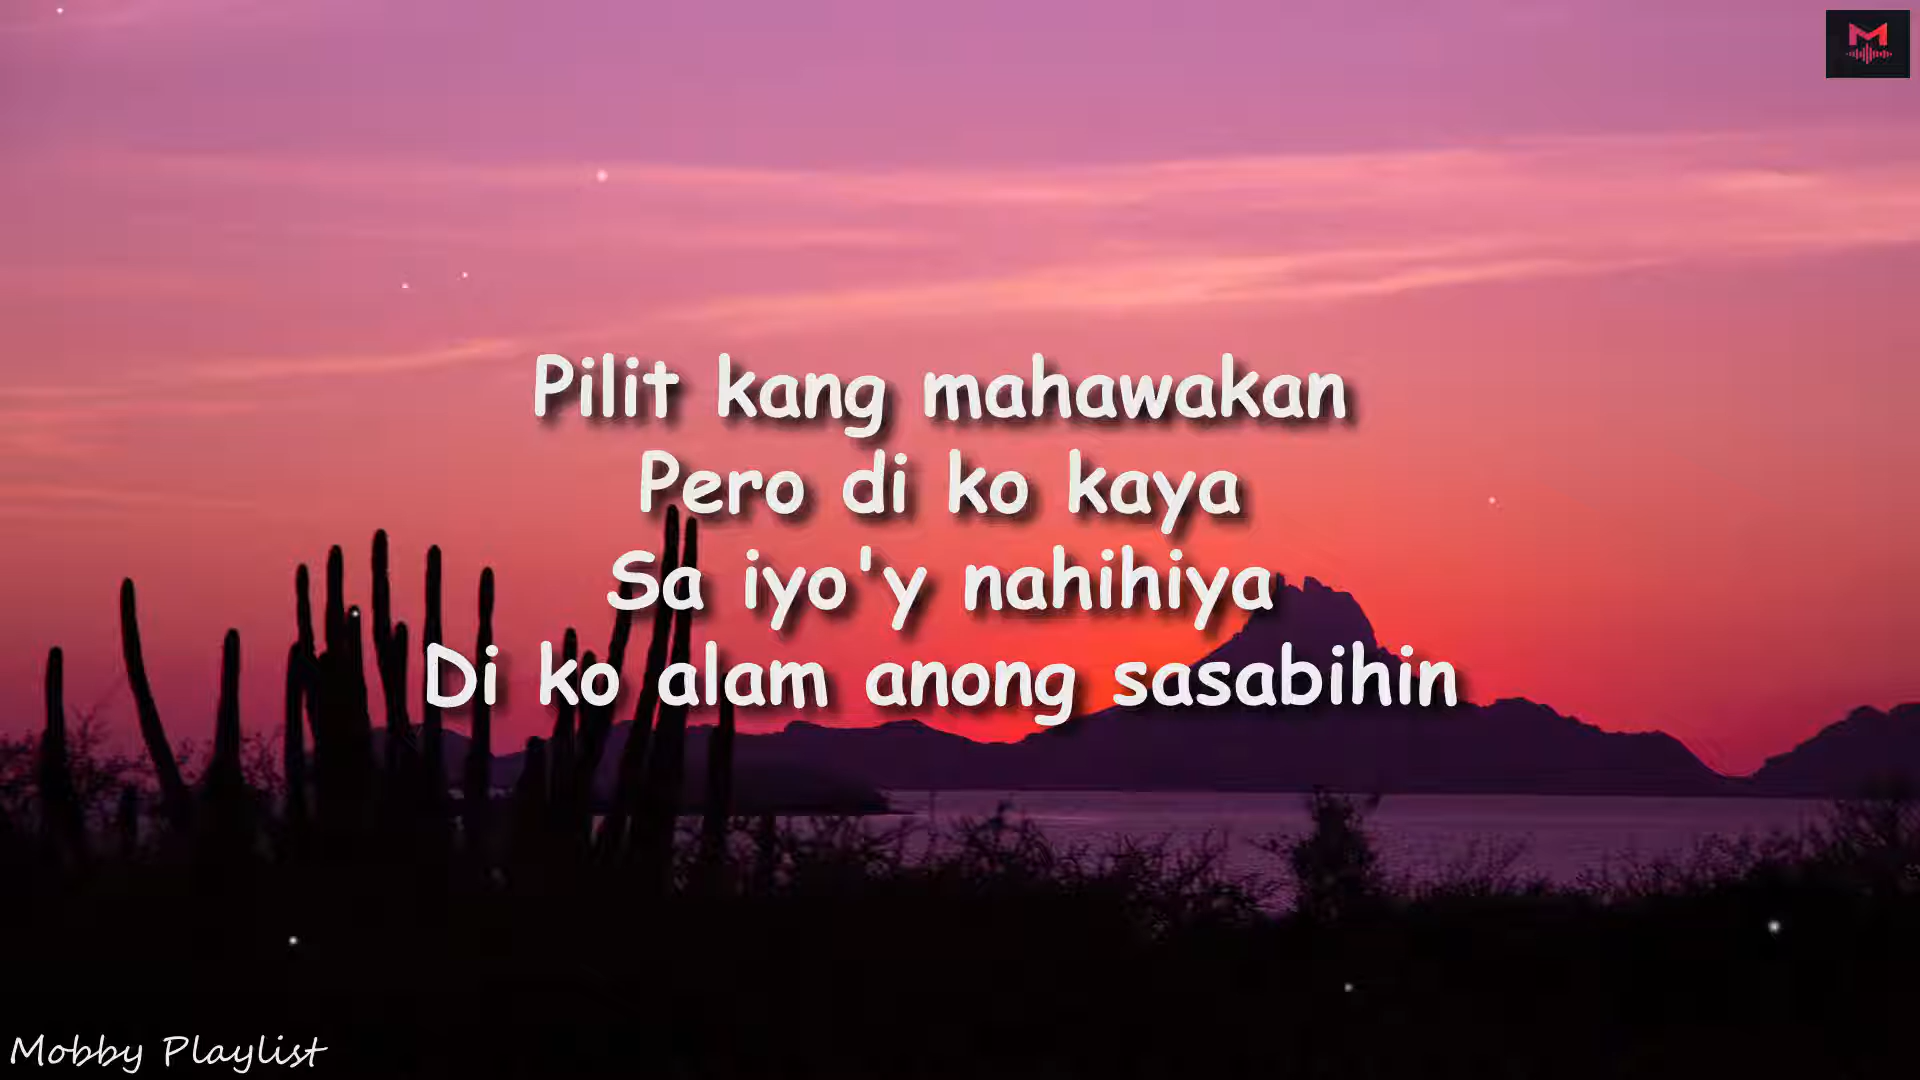 M
Pilit kang mahawakan
Pero di ko kaya
Sa iyo'y nahihiya
Di ko alam anong sasabihin
Mobby Playlist